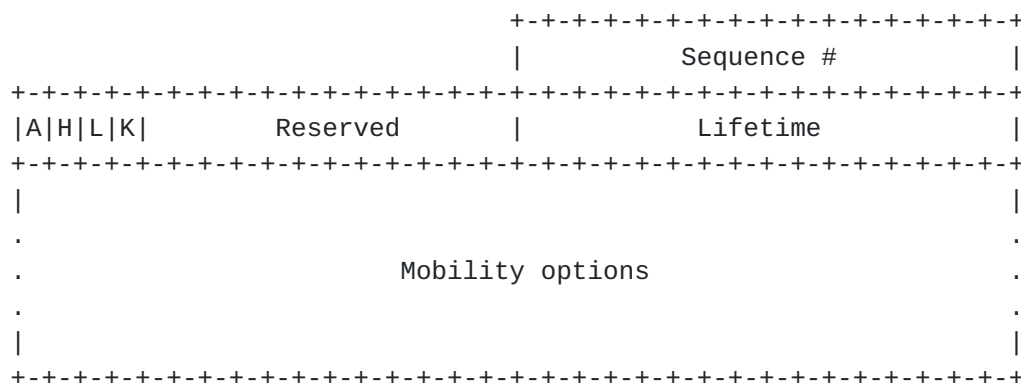 +-+-+-+-+-+-+-+-+-+-+-+-+-+-+-+-+
                                |          Sequence #           |
+-+-+-+-+-+-+-+-+-+-+-+-+-+-+-+-+-+-+-+-+-+-+-+-+-+-+-+-+-+-+-+-+
|A|H|L|K|        Reserved       |           Lifetime            |
+-+-+-+-+-+-+-+-+-+-+-+-+-+-+-+-+-+-+-+-+-+-+-+-+-+-+-+-+-+-+-+-+
|                                                               |
.                                                               .
.                        Mobility options                       .
.                                                               .
|                                                               |
+-+-+-+-+-+-+-+-+-+-+-+-+-+-+-+-+-+-+-+-+-+-+-+-+-+-+-+-+-+-+-+-+